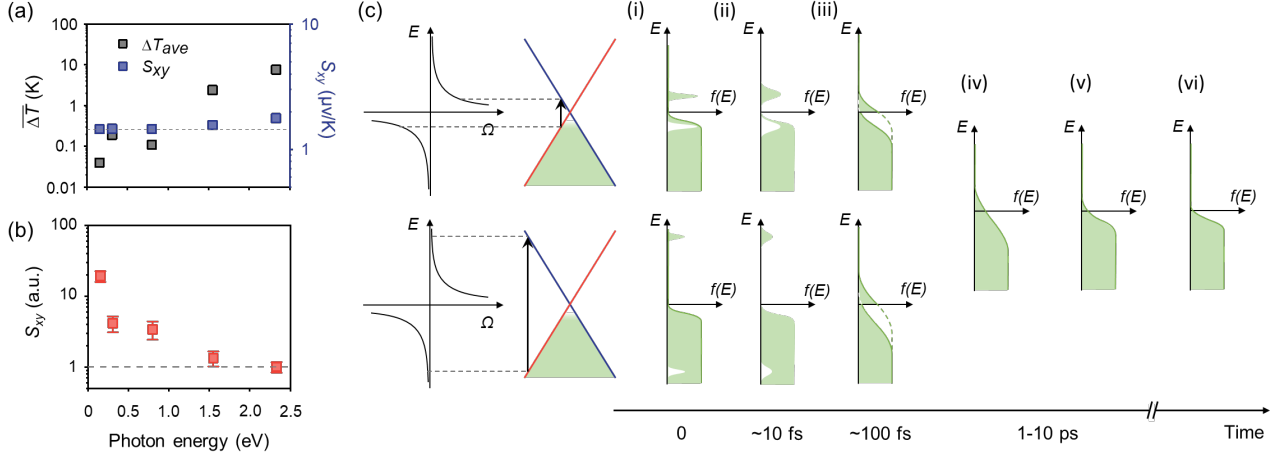 (a)
100
10
1
0.1
0.01
ΔT (K)
ΔTave
Sxy
10
1
Sxy (μv/K)
(b)
100
10
1
Sxy (a.u.)
0 0.5 1.0 1.5 2.0 2.5
Photon energy (eV)
(c)
E
Ω
E
Ω
(i) (ii) (iii)
E E E
f(E) f(E) f(E)
E E E
f(E) f(E) f(E)
(iv) (v) (vi)
E E E
f(E) f(E) f(E)
0 ~10 fs ~100 fs 1-10 ps Time